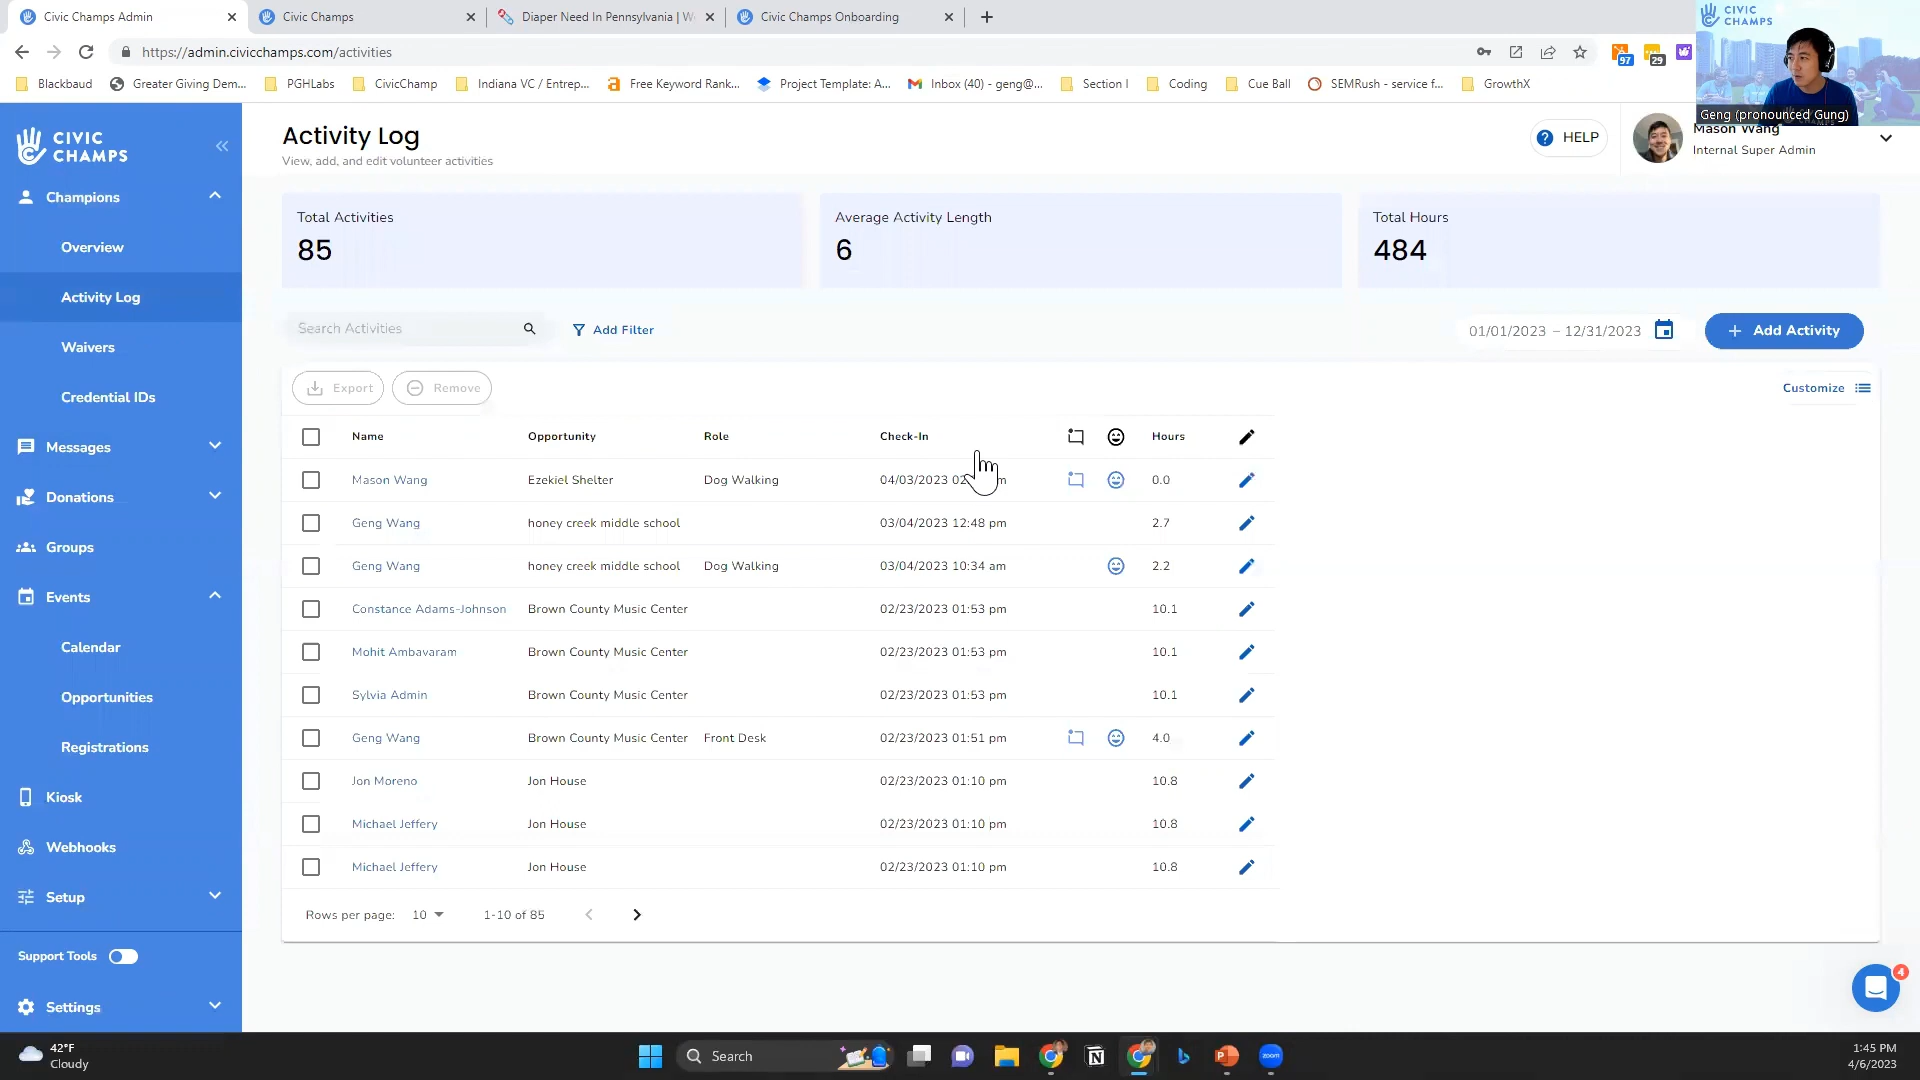 Civic Champs Admin
Civic Champs
Diaper Need In Pennsylvania | W
Civic Champs Onboarding
https://admin.civicchamps.com/activities
97
29
Blackbaud
Greater Giving Dem...
PGHLabs
CivicChamp
Indiana VC / Entrep...
Free Keyword Rank...
Project Template: A...
Inbox (40) - geng@...
Section I
Coding
Cue Ball
SEMRush - service f...
GrowthX
CIVIC
CHAMPS
Geng (pronounced Gung)
CIVIC
CHAMPS
Activity Log
View, add, and edit volunteer activities
HELP
Mason Wang
Internal Super Admin
Champions
Overview
Activity Log
Waivers
Credential IDs
Messages
Donations
Groups
Events
Calendar
Opportunities
Registrations
Kiosk
Webhooks
Setup
Support Tools
Settings
Total Activities
85
Average Activity Length
6
Total Hours
484
Search Activities
Add Filter
01/01/2023 – 12/31/2023
+ Add Activity
Export
Remove
Customize
Name Opportunity Role Check-In Hours
Mason Wang Ezekiel Shelter Dog Walking 04/03/2023 02 m 0.0
Geng Wang honey creek middle school 03/04/2023 12:48 pm 2.7
Geng Wang honey creek middle school Dog Walking 03/04/2023 10:34 am 2.2
Constance Adams-Johnson Brown County Music Center 02/23/2023 01:53 pm 10.1
Mohit Ambavaram Brown County Music Center 02/23/2023 01:53 pm 10.1
Sylvia Admin Brown County Music Center 02/23/2023 01:53 pm 10.1
Geng Wang Brown County Music Center Front Desk 02/23/2023 01:51 pm 4.0
Jon Moreno Jon House 02/23/2023 01:10 pm 10.8
Michael Jeffery Jon House 02/23/2023 01:10 pm 10.8
Michael Jeffery Jon House 02/23/2023 01:10 pm 10.8
Rows per page: 10 1-10 of 85
4
42°F
Cloudy
Search
zoom
1:45 PM
4/6/2023